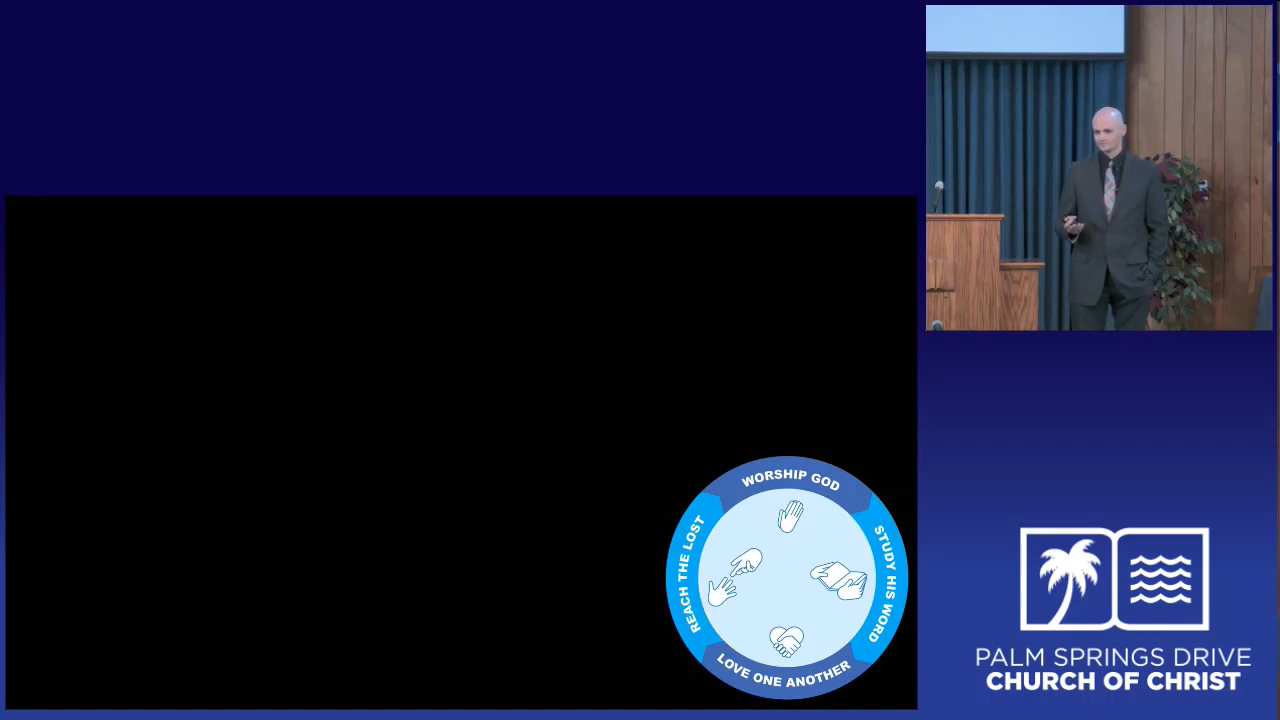 WORSHIP GOD
STUDY HIS WORD
LOVE ONE ANOTHER
REACH THE LOST
PALM SPRINGS DRIVE
CHURCH OF CHRIST